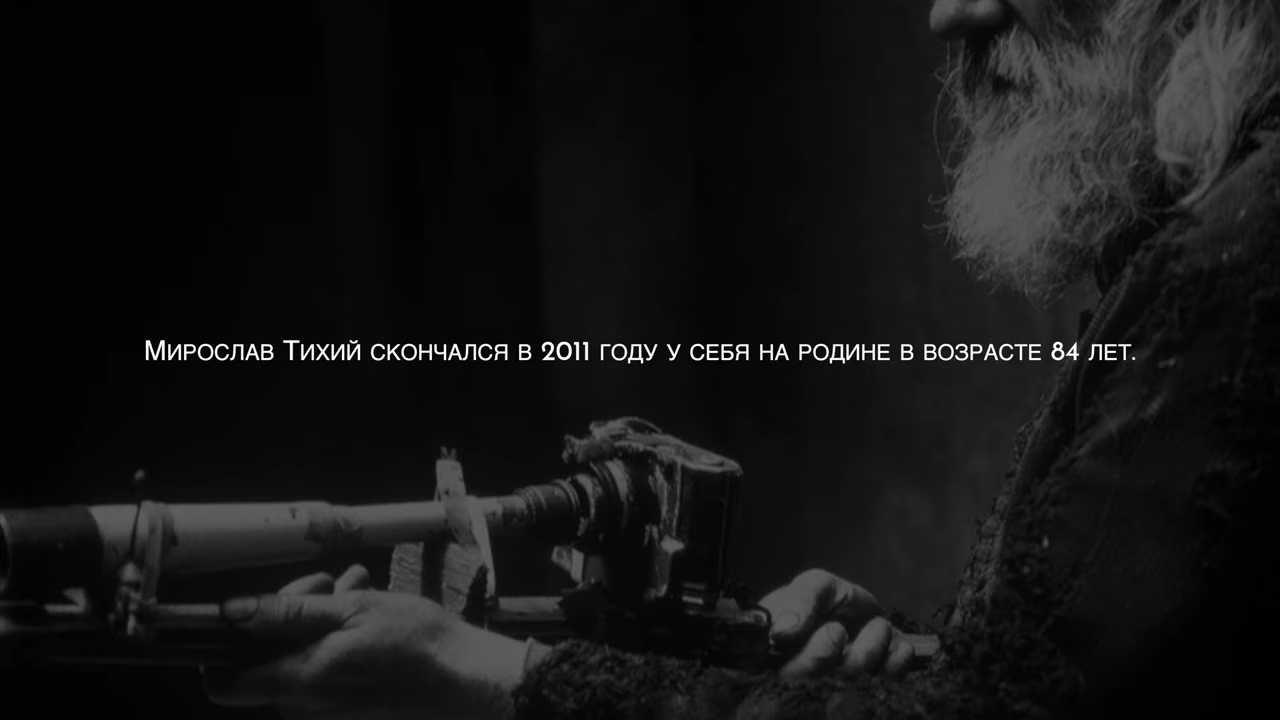 Мирослав Тихий скончался в 2011 году у себя на родине в возрасте 84 лет.